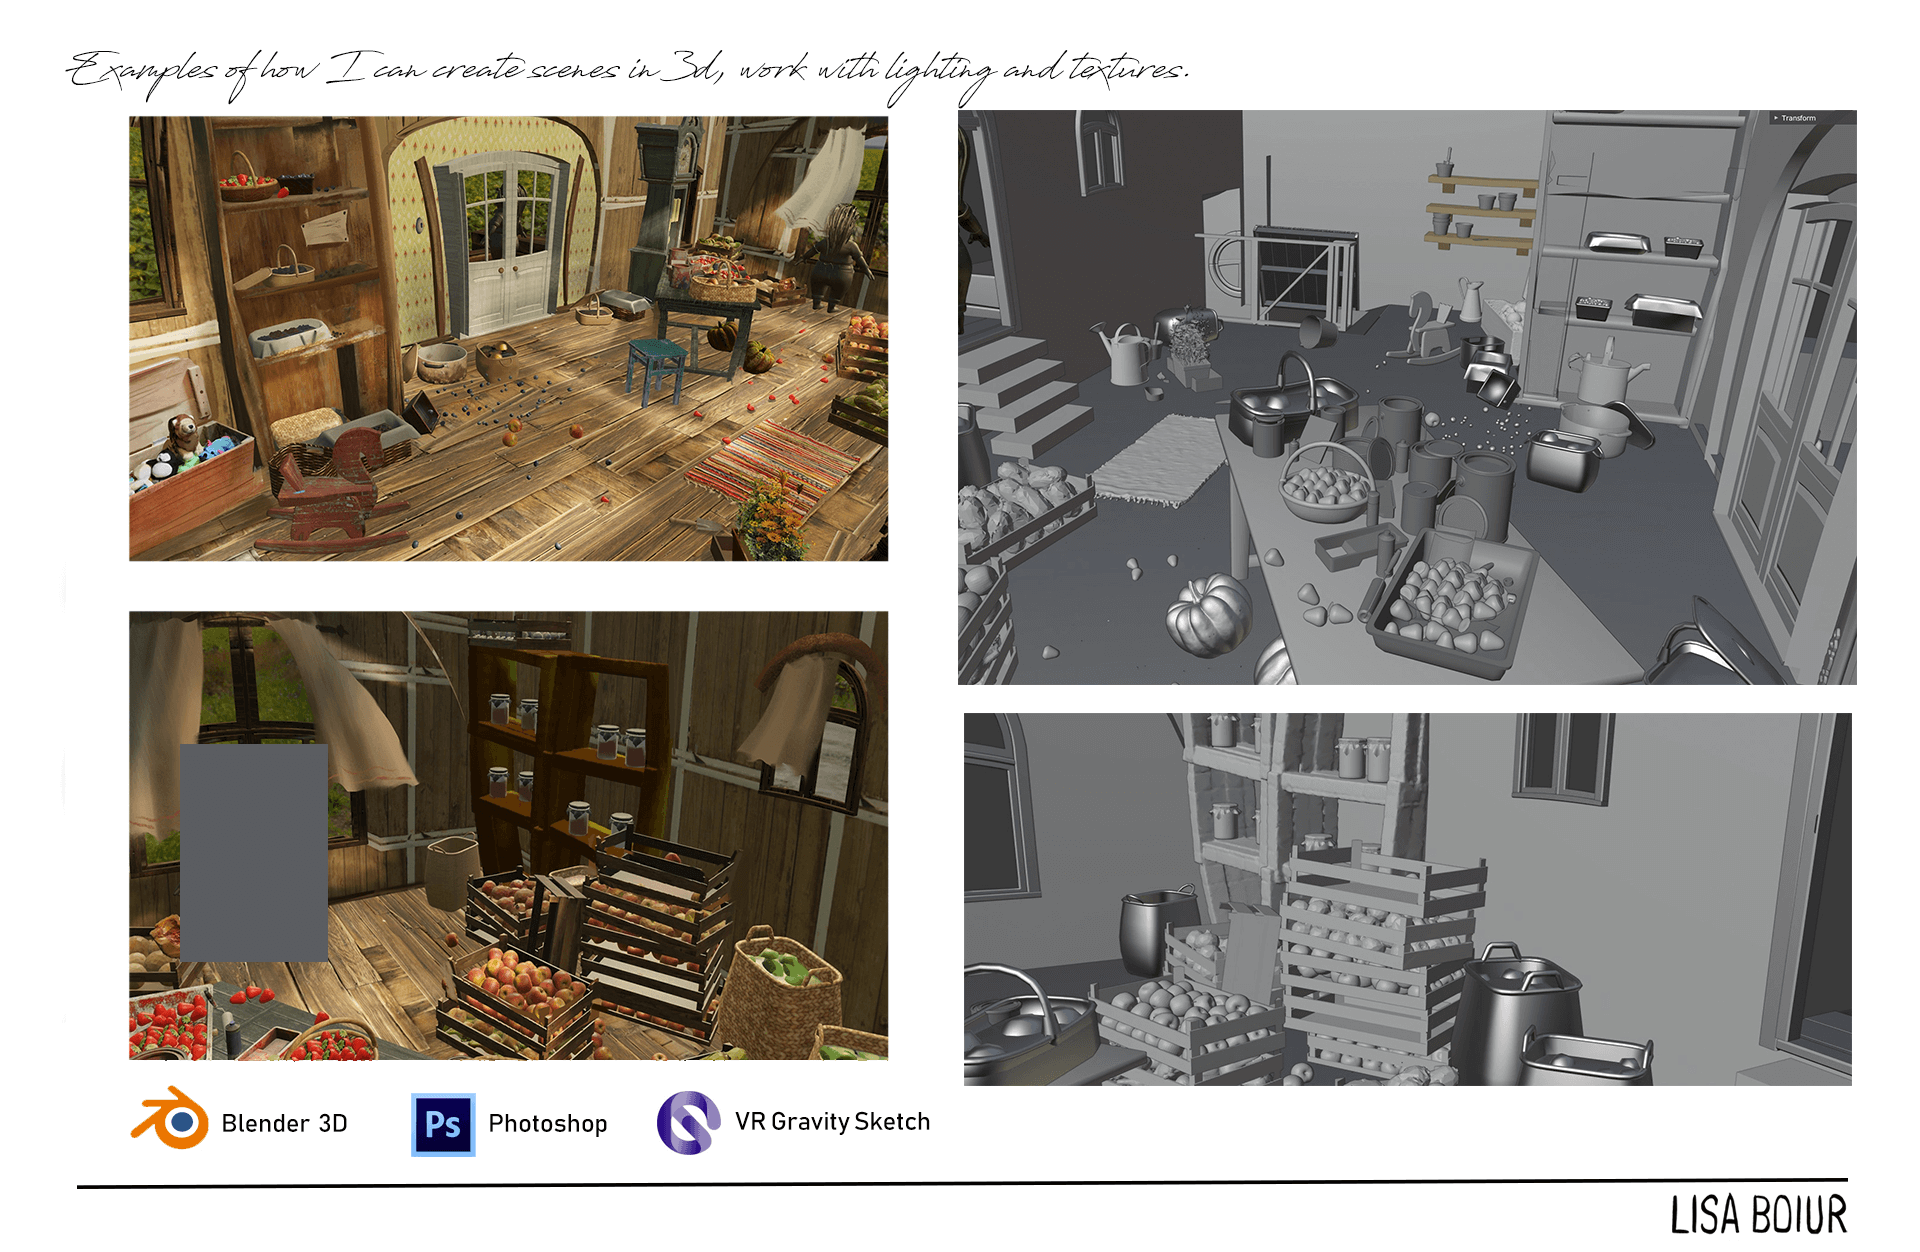 Examples of how I can create scenes in 3d, work with lighting and textures.
Transform
Blender 3D
Ps
Photoshop
VR Gravity Sketch
LISA BOIUR